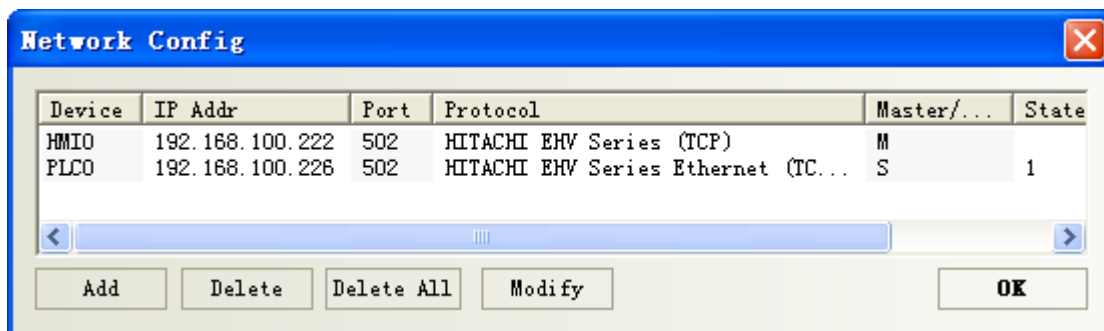 Network Config
Device IP Addr Port Protocol Master/... State
HMI0 192.168.100.222 502 HITACHI EHV Series (TCP) M
PLC0 192.168.100.226 502 HITACHI EHV Series Ethernet (TC... S 1
Add Delete Delete All Modify OK